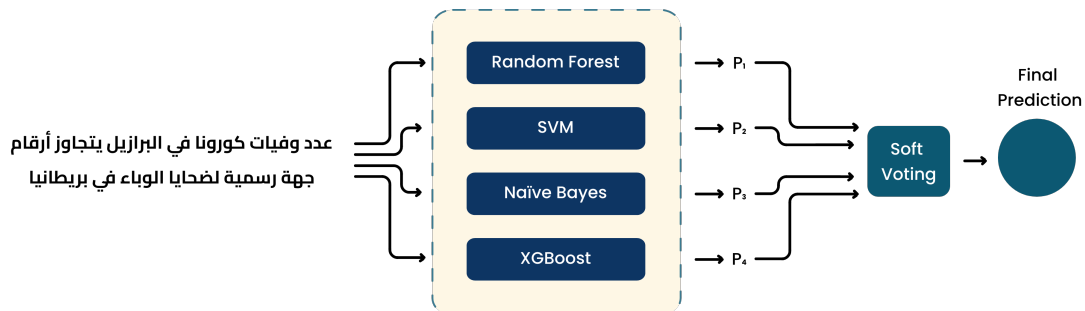 عدد وفيات كورونا في البرازيل يتجاوز أرقام
جهة رسمية لضحايا الوباء في بريطانيا
Random Forest
SVM
Naïve Bayes
XGBoost
P₁
P₂
P₃
P₄
Soft
Voting
Final
Prediction